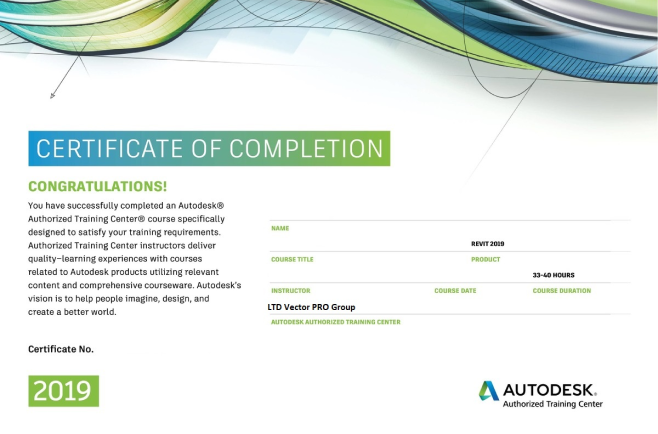 CERTIFICATE OF COMPLETION
CONGRATULATIONS!
You have successfully completed an Autodesk®
Authorized Training Center® course specifically
designed to satisfy your training requirements.
Authorized Training Center instructors deliver
quality–learning experiences with courses
related to Autodesk products utilizing relevant
content and comprehensive courseware. Autodesk's
vision is to help people imagine, design, and
create a better world.
Certificate No.
2019
NAME
REVIT 2019
COURSE TITLE PRODUCT
33-40 HOURS
INSTRUCTOR COURSE DATE COURSE DURATION
LTD Vector PRO Group
AUTODESK AUTHORIZED TRAINING CENTER
AUTODESK®
Authorized Training Center